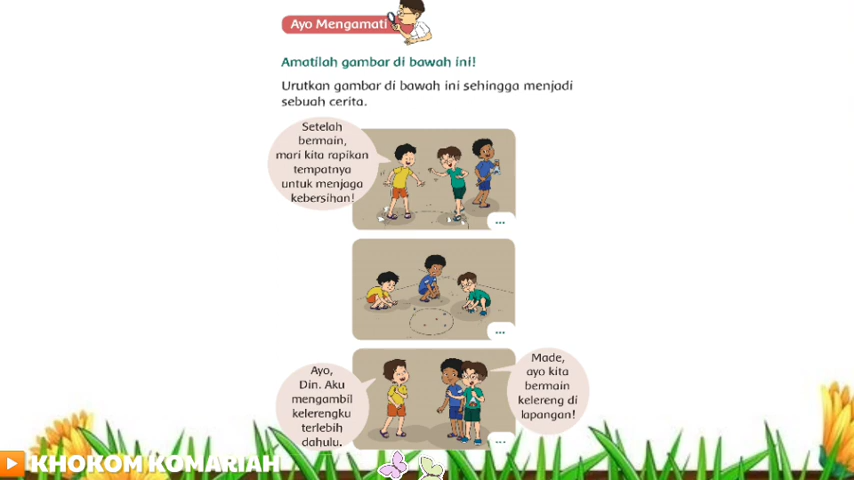 Ayo Mengamati
Amatilah gambar di bawah ini!
Urutkan gambar di bawah ini sehingga menjadi
sebuah cerita.
Setelah
bermain,
mari kita rapikan
tempatnya
untuk menjaga
kebersihan!
...
...
Ayo,
Din. Aku
mengambil
kelerengku
terlebih
dahulu.
Made,
ayo kita
bermain
kelereng di
lapangan!
...
KHOKOM KOMARIAH